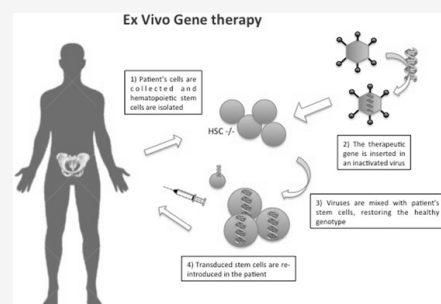 Ex Vivo Gene therapy
1) Patient's cells are
collected and
hematopoietic stem
cells are isolated
HSC -/-
2) The therapeutic
gene is inserted in
an inactivated virus
3) Viruses are mixed with patient's
stem cells, restoring the healthy
genotype
4) Transduced stem cells are re-
introduced in the patient